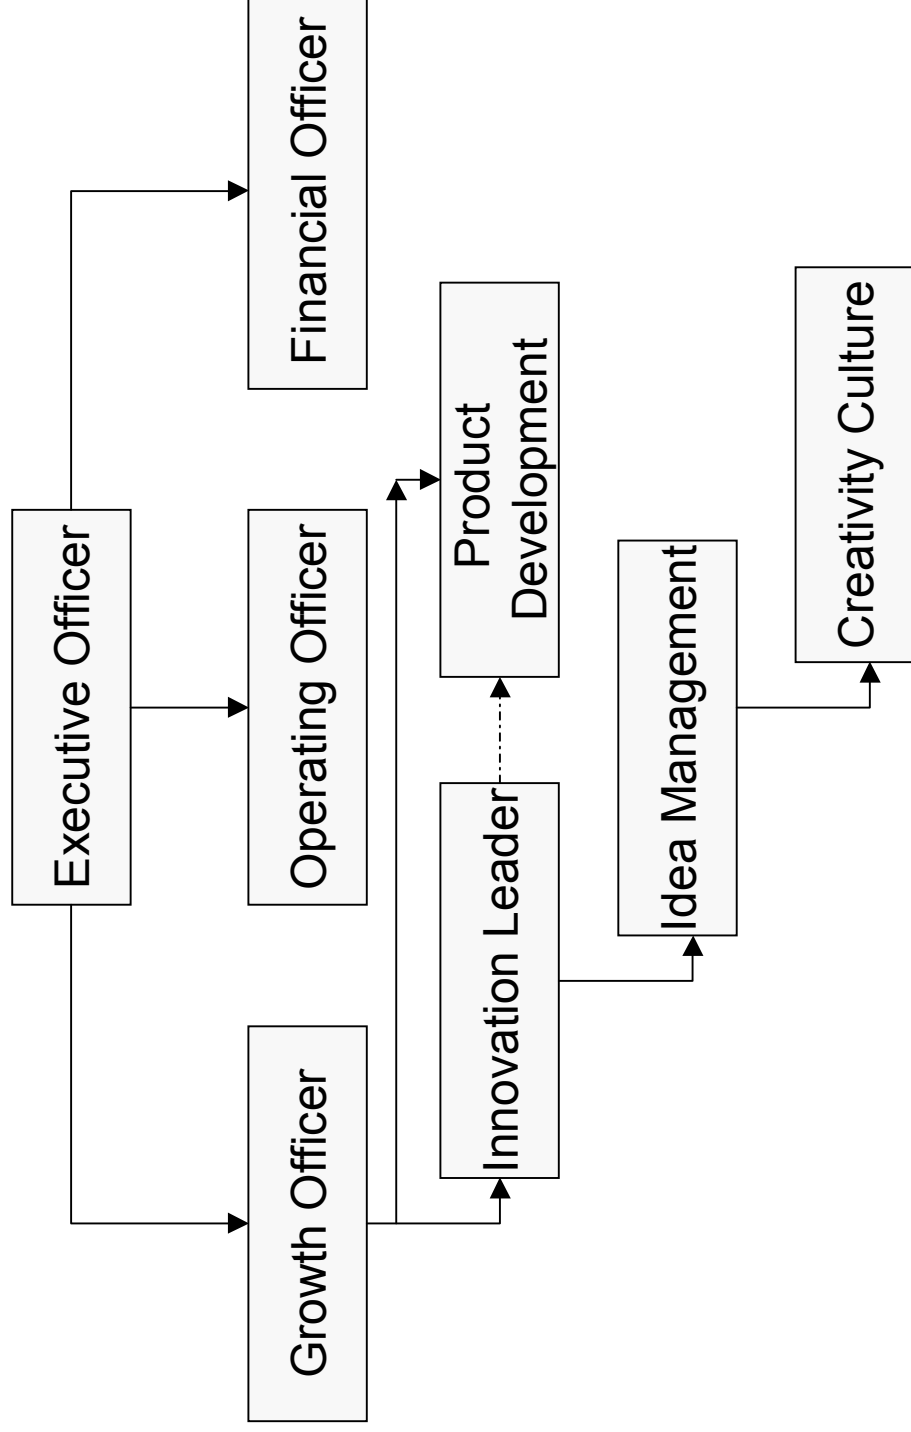 Executive Officer
Growth Officer
Operating Officer
Financial Officer
Innovation Leader
Product
Development
Idea Management
Creativity Culture